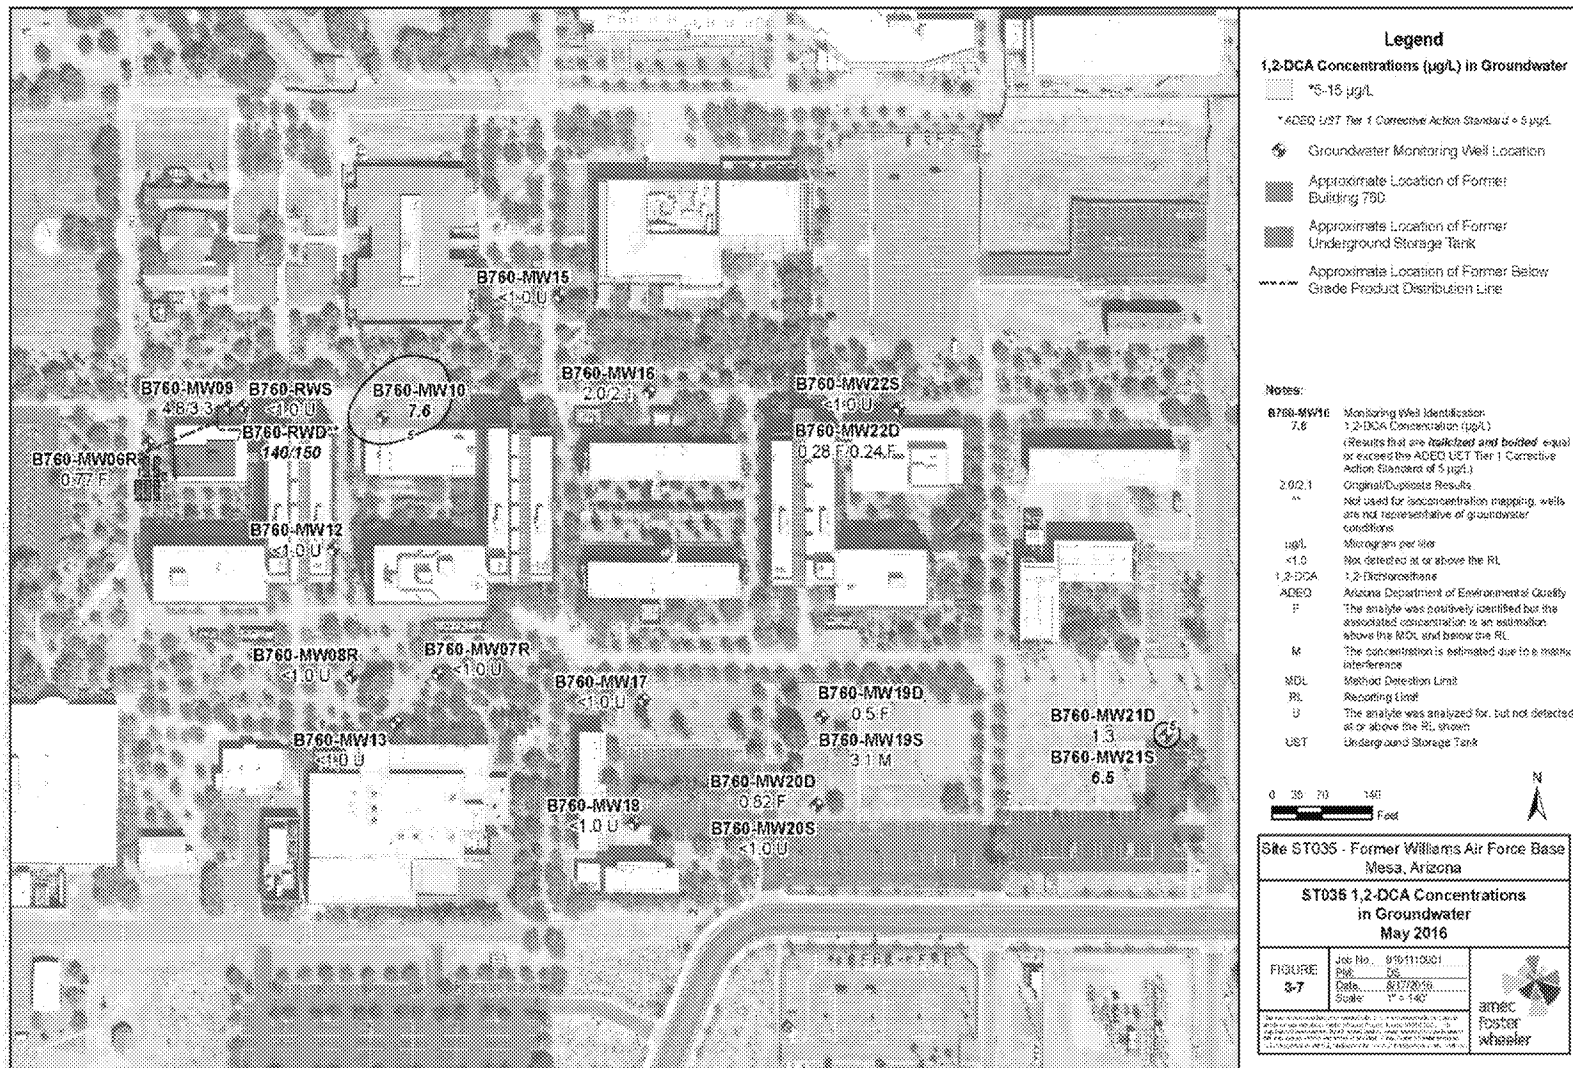 B760-MW15
<1.0 U
B760-MW09
4.8/3.3
B760-RWS
<1.0 U
B760-RWD**
140/150
B760-MW10
7.6
5
B760-MW16
2.0/2.1
B760-MW22S
<1.0 U
B760-MW22D
0.28 F/0.24 F
B760-MW06R
0.77 F
B760-MW12
<1.0 U
B760-MW08R
<1.0 U
B760-MW07R
<1.0 U
B760-MW17
<1.0 U
B760-MW19D
0.5 F
B760-MW19S
3.1 M
B760-MW21D
1.3
B760-MW21S
6.5
5
B760-MW13
<1.0 U
B760-MW20D
0.62 F
B760-MW20S
<1.0 U
B760-MW18
<1.0 U
Legend
1,2-DCA Concentrations (µg/L) in Groundwater
*5-15 µg/L
* ADEQ UST Tier 1 Corrective Action Standard = 5 µg/L
Groundwater Monitoring Well Location
Approximate Location of Former
Building 760
Approximate Location of Former
Underground Storage Tank
Approximate Location of Former Below
Grade Product Distribution Line
Notes:
B760-MW10 Monitoring Well Identification
7.6 1,2-DCA Concentration (µg/L)
(Results that are italicized and bolded equal
or exceed the ADEQ UST Tier 1 Corrective
Action Standard of 5 µg/L)
2.0/2.1 Original/Duplicate Results
** Not used for isoconcentration mapping, wells
are not representative of groundwater
conditions
µg/L Microgram per liter
<1.0 Not detected at or above the RL
1,2-DCA 1,2-Dichloroethane
ADEQ Arizona Department of Environmental Quality
F The analyte was positively identified but the
associated concentration is an estimation
above the MDL and below the RL
M The concentration is estimated due to a matrix
interference
MDL Method Detection Limit
RL Reporting Limit
U The analyte was analyzed for, but not detected
at or above the RL shown
UST Underground Storage Tank
N
0 35 70 140
Feet
Site ST035 - Former Williams Air Force Base
Mesa, Arizona
ST035 1,2-DCA Concentrations
in Groundwater
May 2016
FIGURE
3-7
Job No.
PM: DS
Date: 8/17/2016
Scale: 1" = 140'
amec
foster
wheeler